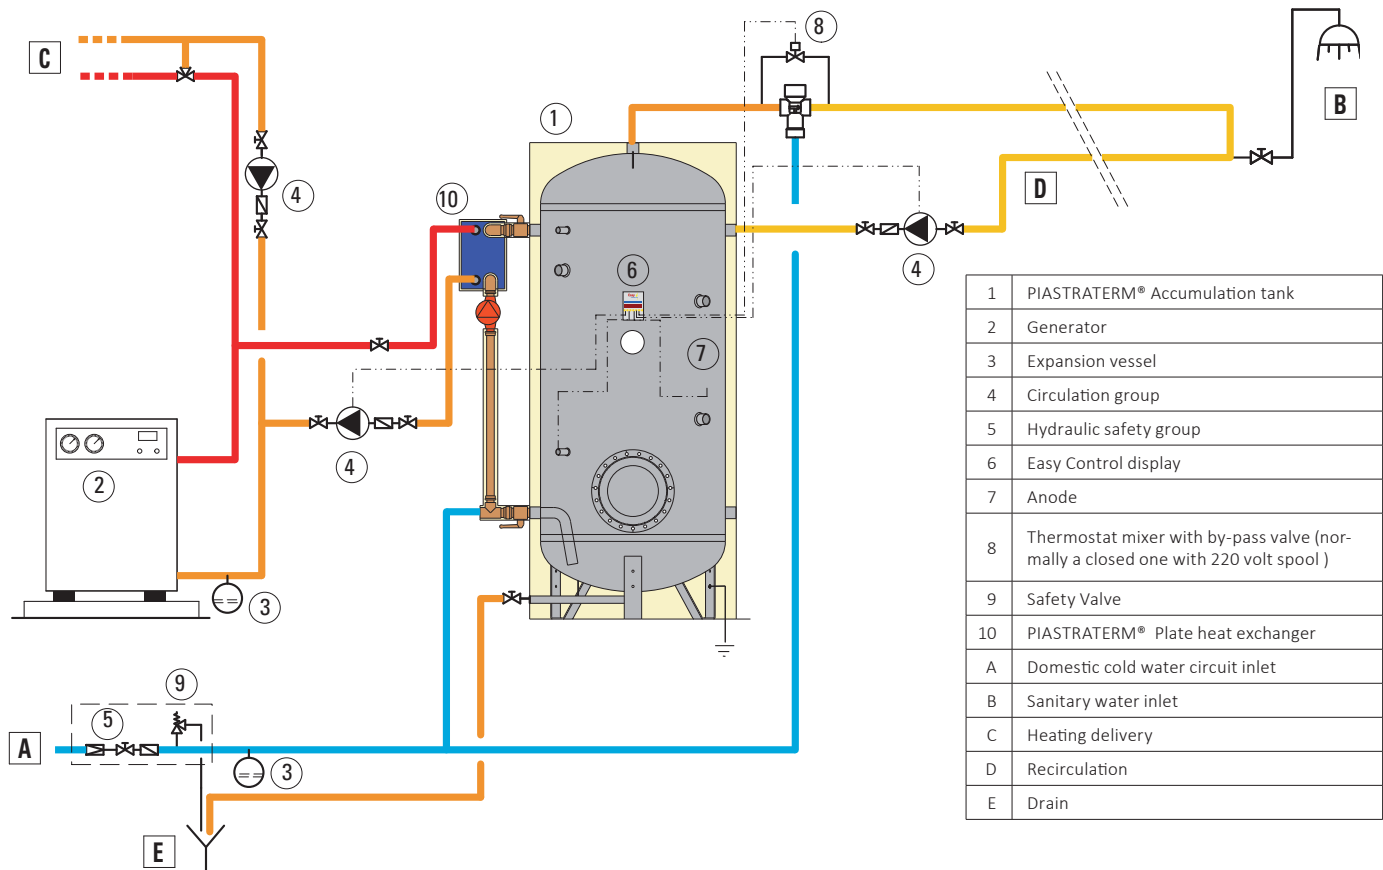 8
C
1
B
4
10
D
6
4
7
4
2
3
9
5
A
3
E
1 PIASTRATERM® Accumulation tank
2 Generator
3 Expansion vessel
4 Circulation group
5 Hydraulic safety group
6 Easy Control display
7 Anode
8 Thermostat mixer with by-pass valve (nor-
mally a closed one with 220 volt spool )
9 Safety Valve
10 PIASTRATERM® Plate heat exchanger
A Domestic cold water circuit inlet
B Sanitary water inlet
C Heating delivery
D Recirculation
E Drain